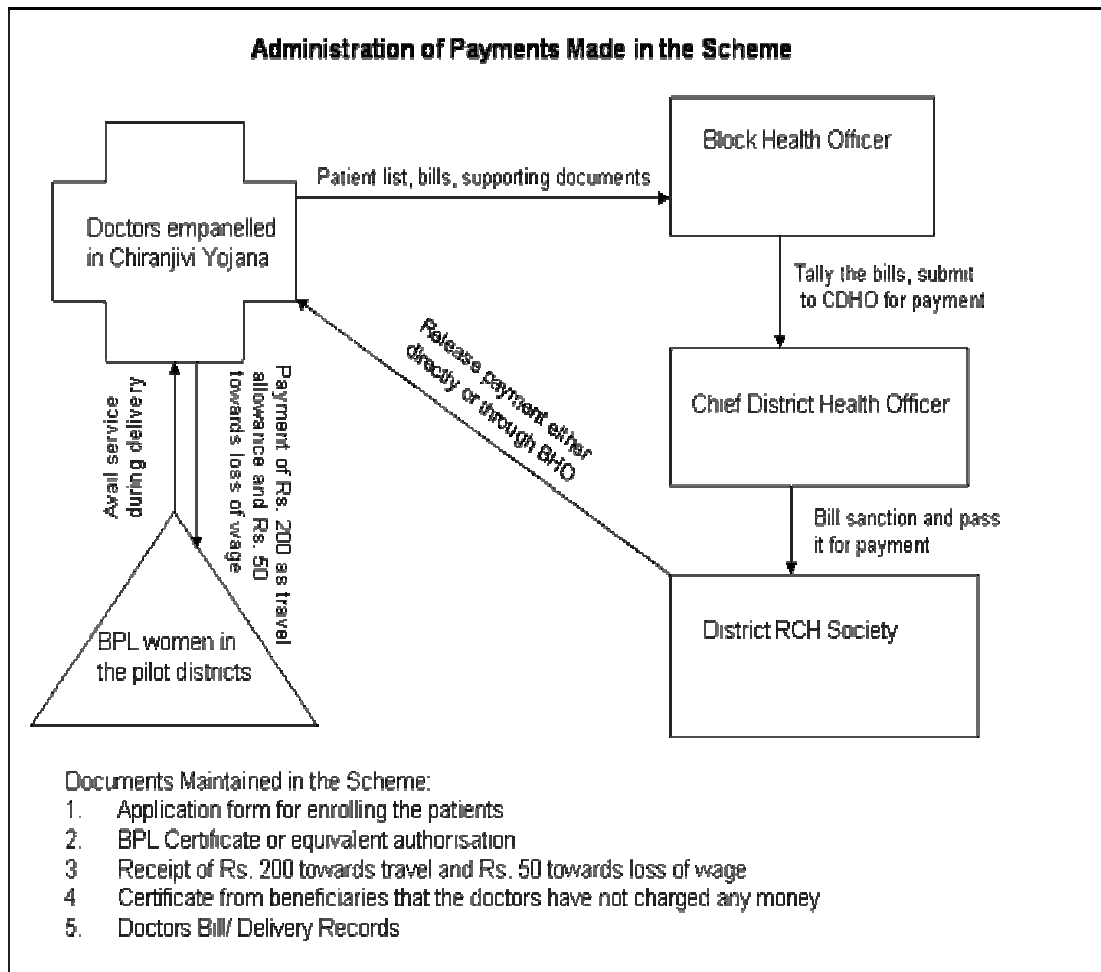 Administration of Payments Made in the Scheme
Block Health Officer
Patient list, bills, supporting documents
Doctors empanelled
in Chiranjivi Yojana
Tally the bills, submit
to CDHO for payment
Release payment either
directly or through BHO
Chief District Health Officer
Avail service
during delivery
Payment of Rs. 200 as travel
allowance and Rs. 50
towards loss of wage
Bill sanction and pass
it for payment
BPL women in
the pilot districts
District RCH Society
Documents Maintained in the Scheme:
1. Application form for enrolling the patients
2. BPL Certificate or equivalent authorisation
3 Receipt of Rs. 200 towards travel and Rs. 50 towards loss of wage
4 Certificate from beneficiaries that the doctors have not charged any money
5. Doctors Bill/ Delivery Records